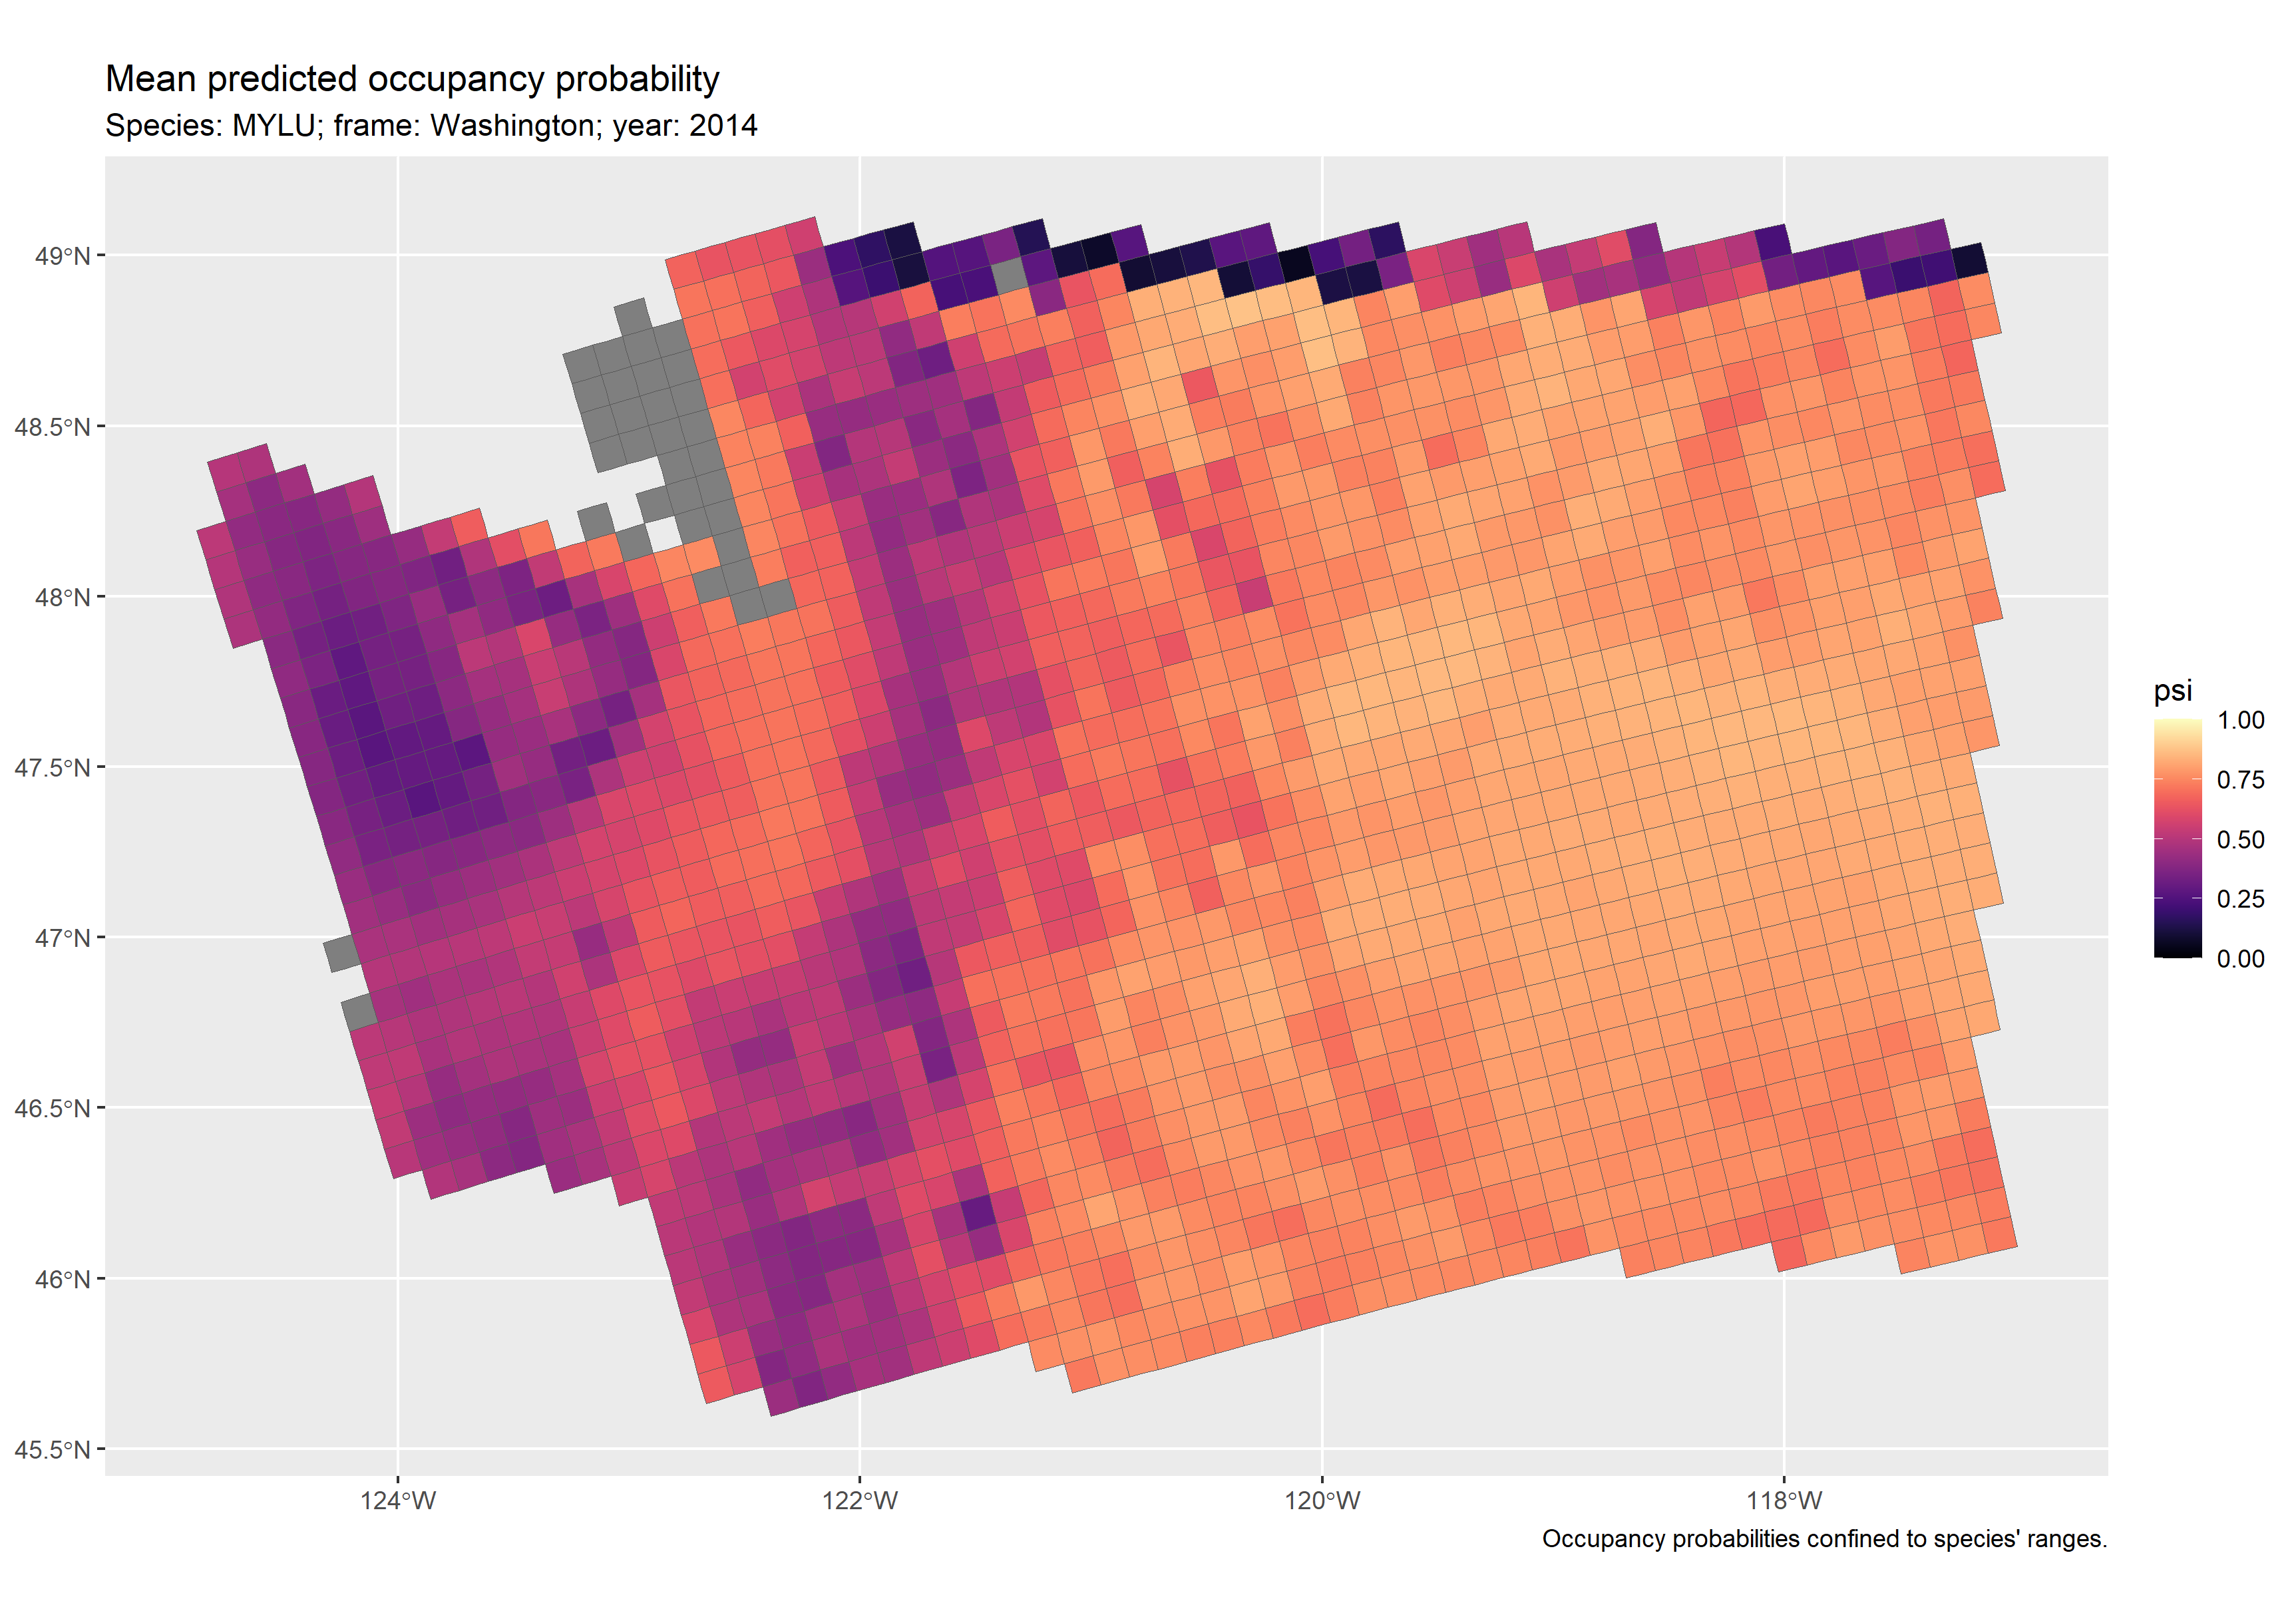 Mean predicted occupancy probability
Species: MYLU; frame: Washington; year: 2014
49°N
48.5°N
48°N
47.5°N
47°N
46.5°N
46°N
45.5°N
124°W
122°W
120°W
118°W
psi
1.00
0.75
0.50
0.25
0.00
Occupancy probabilities confined to species' ranges.